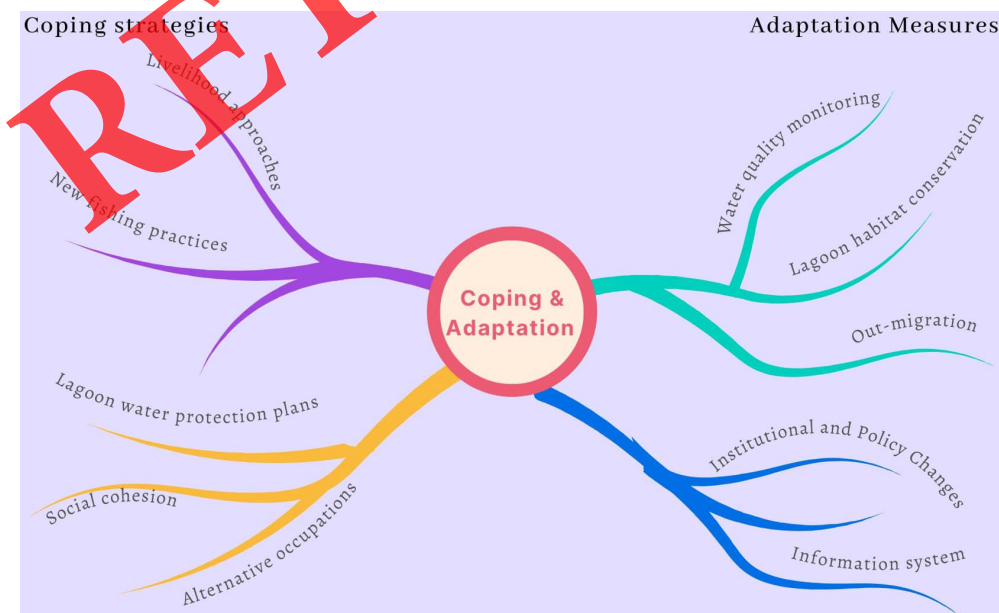 Coping strategies
Adaptation Measures
Livelihood approaches
New fishing practices
Water quality monitoring
Lagoon habitat conservation
Out-migration
Coping &
Adaptation
Lagoon water protection plans
Social cohesion
Alternative occupations
Institutional and Policy Changes
Information system